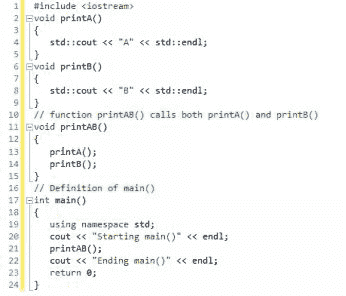 1 #include <iostream>
2 void printA()
3 {
4 std::cout << "A" << std::endl;
5 }
6 void printB()
7 {
8 std::cout << "B" << std::endl;
9 }
10 // function printAB() calls both printA() and printB()
11 void printAB()
12 {
13 printA();
14 printB();
15 }
16 // Definition of main()
17 int main()
18 {
19 using namespace std;
20 cout << "Starting main()" << endl;
21 printAB();
22 cout << "Ending main()" << endl;
23 return 0;
24 }